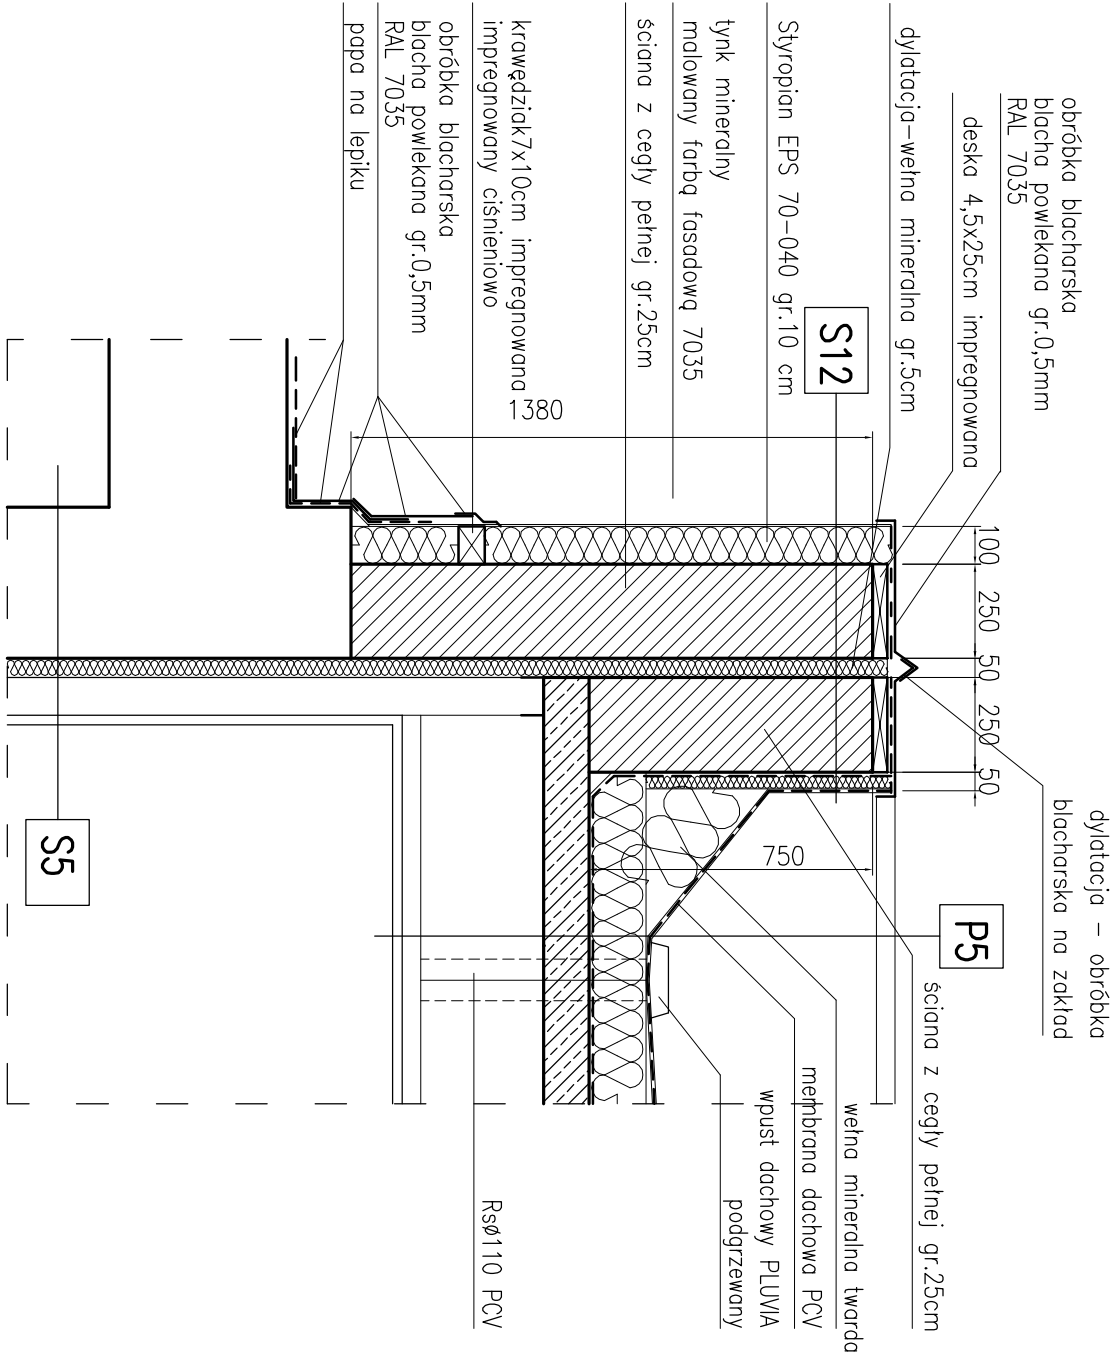 obróbka blacharska
blacha powlekana gr.0,5mm
RAL 7035
deska 4,5x25cm impregnowana
dylatacja-wełna mineralna gr.5cm
Styropian EPS 70-040 gr.10 cm
tynk mineralny
malowany farbą fasadową 7035
ściana z cegły pełnej gr.25cm
krawędziak7x10cm impregnowana
impregnowany ciśnieniowo
obróbka blacharska
blacha powlekana gr.0,5mm
RAL 7035
papa na lepiku
S12
1380
100
250
50
250
50
750
dylatacja - obróbka
blacharska na zakład
P5
S5
ściana z cegły pełnej gr.25cm
wełna mineralna twarda
membrana dachowa PCV
wpust dachowy PLUVIA
podgrzewany
Rsø110 PCV